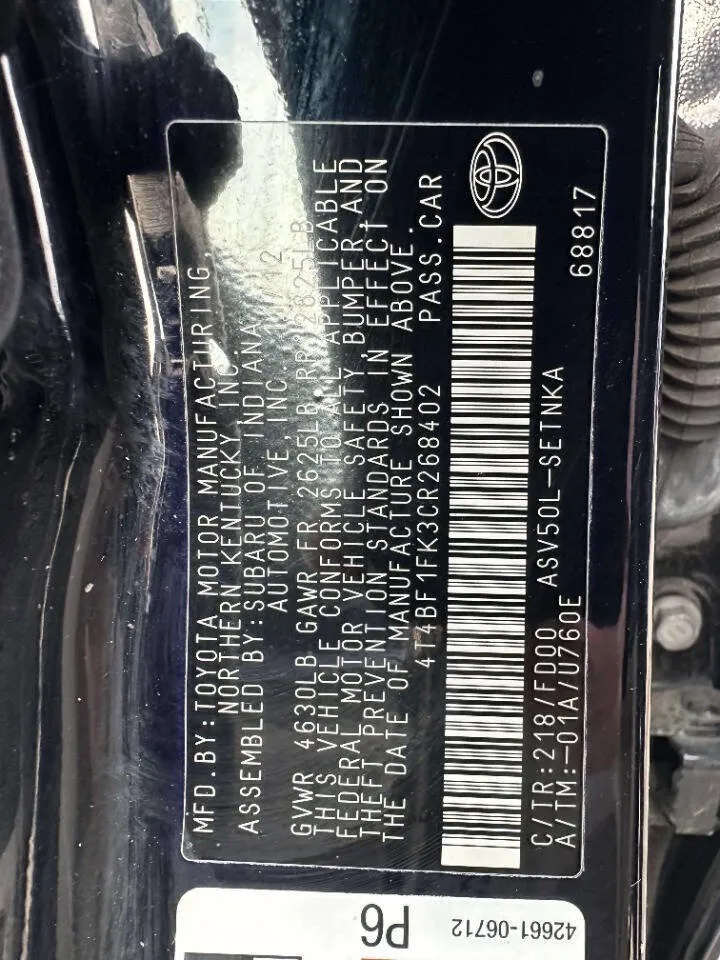 MFD.BY:TOYOTA MOTOR MANUFACTURING,
NORTHERN KENTUCKY, INC.
ASSEMBLED BY:SUBARU OF INDIANA
AUTOMOTIVE, INC. /12
GVWR 4630LB GAWR FR 2625LB RR 2625LB
THIS VEHICLE CONFORMS TO ALL APPLICABLE
FEDERAL MOTOR VEHICLE SAFETY, BUMPER, AND
THEFT PREVENTION STANDARDS IN EFFECT ON
THE DATE OF MANUFACTURE SHOWN ABOVE.
4T4BF1FK3CR268402 PASS.CAR
C/TR:218/FD00 ASV50L-SETNKA
A/TM:-01A/U760E
68817
P6
42661-06712